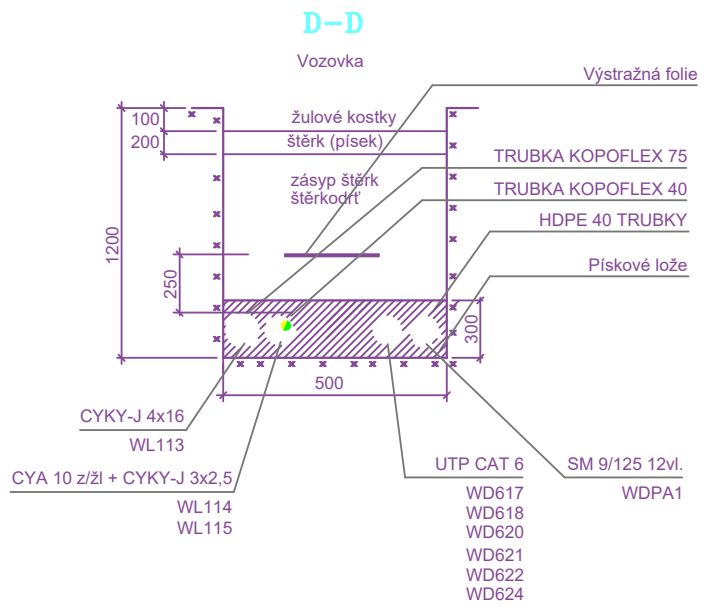 D-D
Vozovka
Výstražná folie
100
žulové kostky
200
štěrk (písek)
TRUBKA KOPOFLEX 75
zásyp štěrk
štěrkodrť
TRUBKA KOPOFLEX 40
HDPE 40 TRUBKY
1200
250
Pískové lože
300
500
CYKY-J 4x16
WL113
CYA 10 z/žl + CYKY-J 3x2,5
WL114
WL115
UTP CAT 6
WD617
WD618
WD620
WD621
WD622
WD624
SM 9/125 12vl.
WDPA1